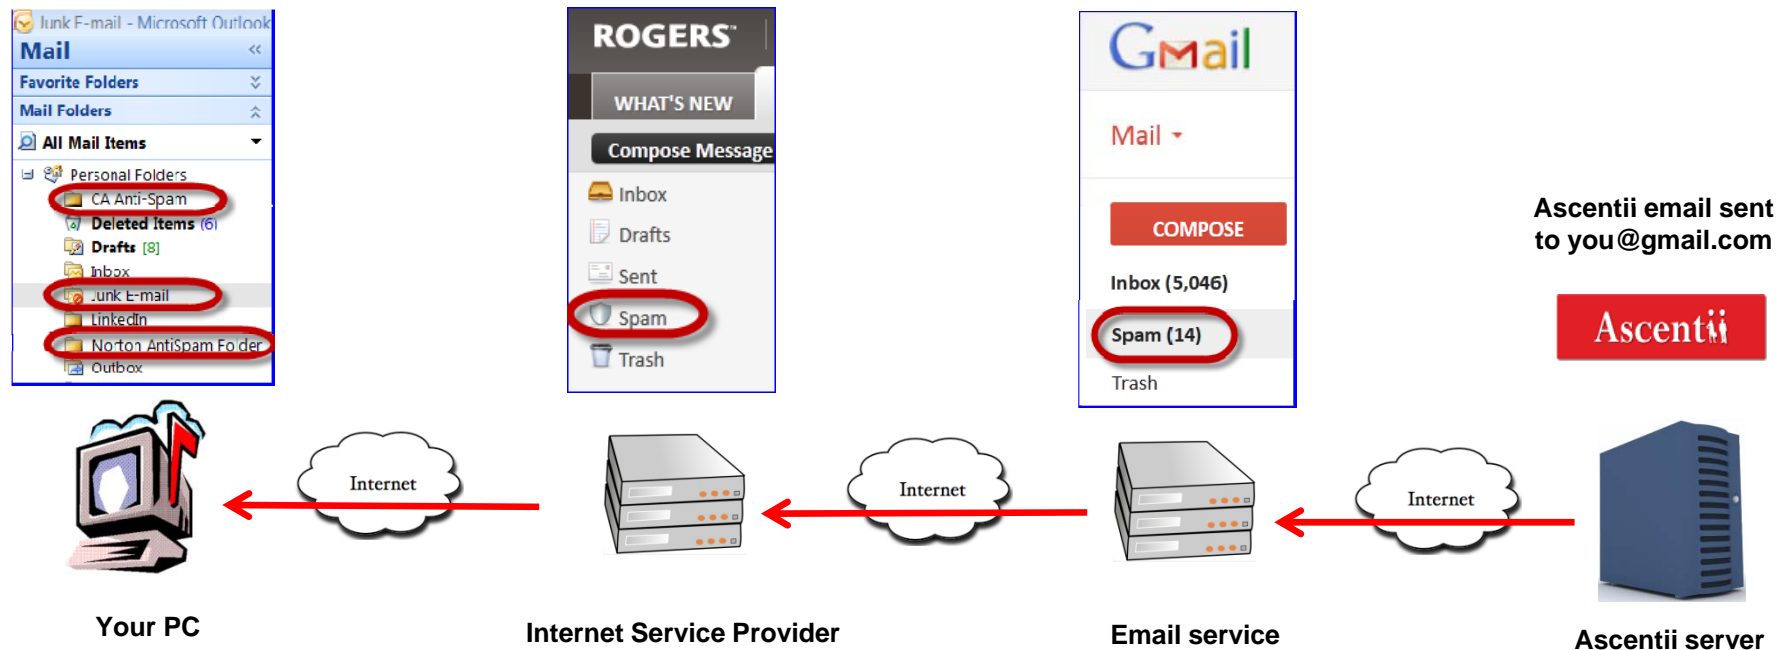 Junk E-mail - Microsoft Outlook
Mail «
Favorite Folders
Mail Folders
All Mail Items
Personal Folders
CA Anti-Spam
Deleted Items (6)
Drafts [8]
Inbox
Junk E-mail
LinkedIn
Norton AntiSpam Folder
Outbox
ROGERS™
WHAT'S NEW
Compose Message
Inbox
Drafts
Sent
Spam
Trash
Gmail
Mail
COMPOSE
Inbox (5,046)
Spam (14)
Trash
Ascentii email sent
to you@gmail.com
Ascentii
Internet
Internet
Internet
Your PC
Internet Service Provider
Email service
Ascentii server